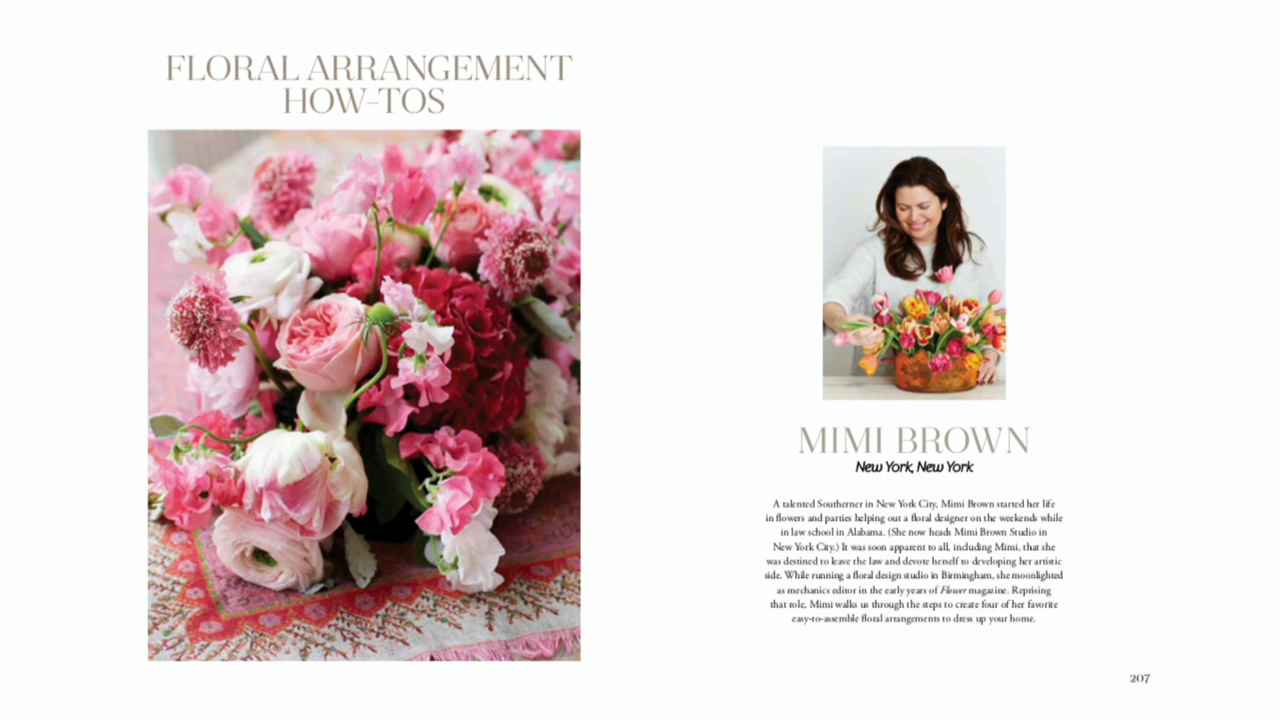 FLORAL ARRANGEMENT
HOW-TOS
MIMI BROWN
New York, New York
A talented Southerner in New York City, Mimi Brown started her life
in flowers and parties helping out a floral designer on the weekends while
in law school in Alabama. (She now heads Mimi Brown Studio in
New York City.) It was soon apparent to all, including Mimi, that she
was destined to leave the law and devote herself to developing her artistic
side. While running a floral design studio in Birmingham, she moonlighted
as mechanics editor in the early years of Flower magazine. Reprising
that role, Mimi walks us through the steps to create four of her favorite
easy-to-assemble floral arrangements to dress up your home.
207